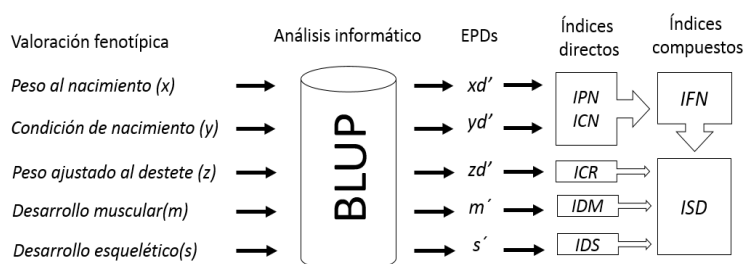 Valoración fenotípica
Análisis informático
EPDs
Índices
directos
Índices
compuestos
Peso al nacimiento (x)
xd’
IPN
IFN
Condición de nacimiento (y)
yd’
ICN
Peso ajustado al destete (z)
zd’
ICR
Desarrollo muscular(m)
m´
IDM
ISD
Desarrollo esquelético(s)
s´
IDS
BLUP